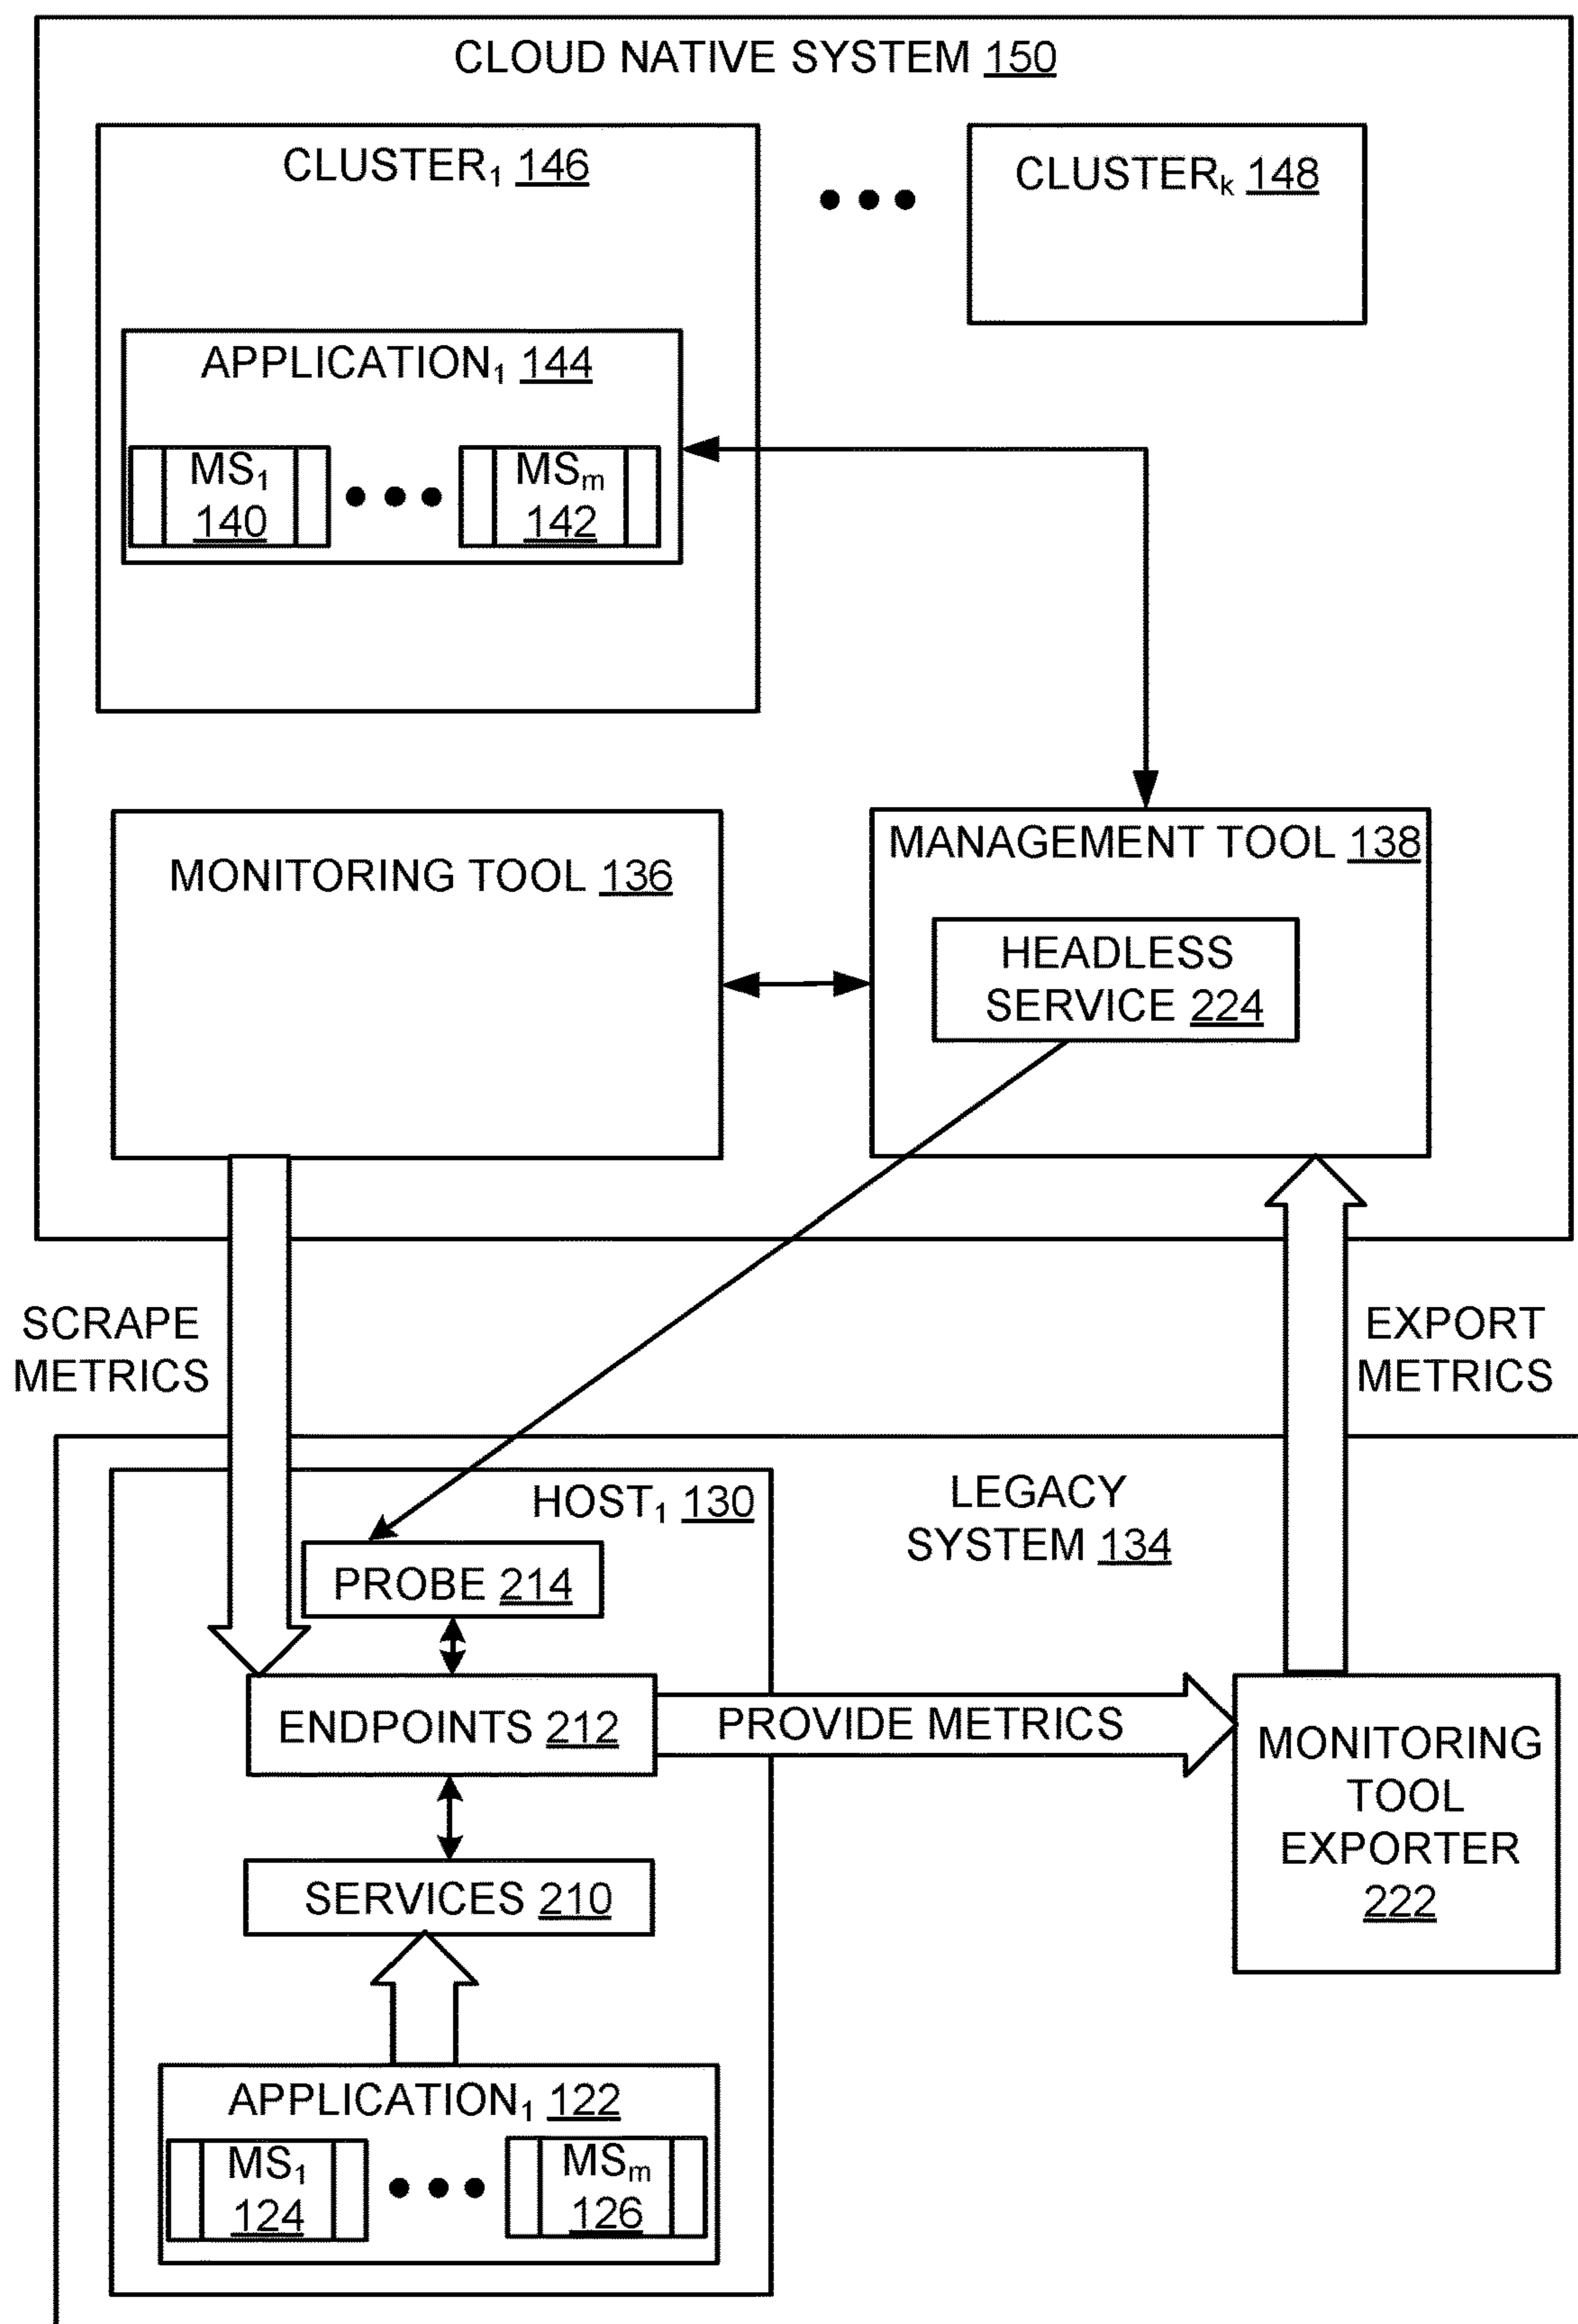 CLOUD NATIVE SYSTEM 150
CLUSTER₁ 146
CLUSTERₖ 148
APPLICATION₁ 144
MS₁
140
MSₘ
142
MONITORING TOOL 136
MANAGEMENT TOOL 138
HEADLESS
SERVICE 224
SCRAPE
METRICS
EXPORT
METRICS
HOST₁ 130
LEGACY
SYSTEM 134
PROBE 214
ENDPOINTS 212
PROVIDE METRICS
MONITORING
TOOL
EXPORTER
222
SERVICES 210
APPLICATION₁ 122
MS₁
124
MSₘ
126